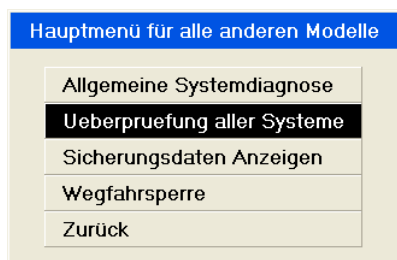 Hauptmenü für alle anderen Modelle
Allgemeine Systemdiagnose
Ueberpruefung aller Systeme
Sicherungsdaten Anzeigen
Wegfahrsperre
Zurück